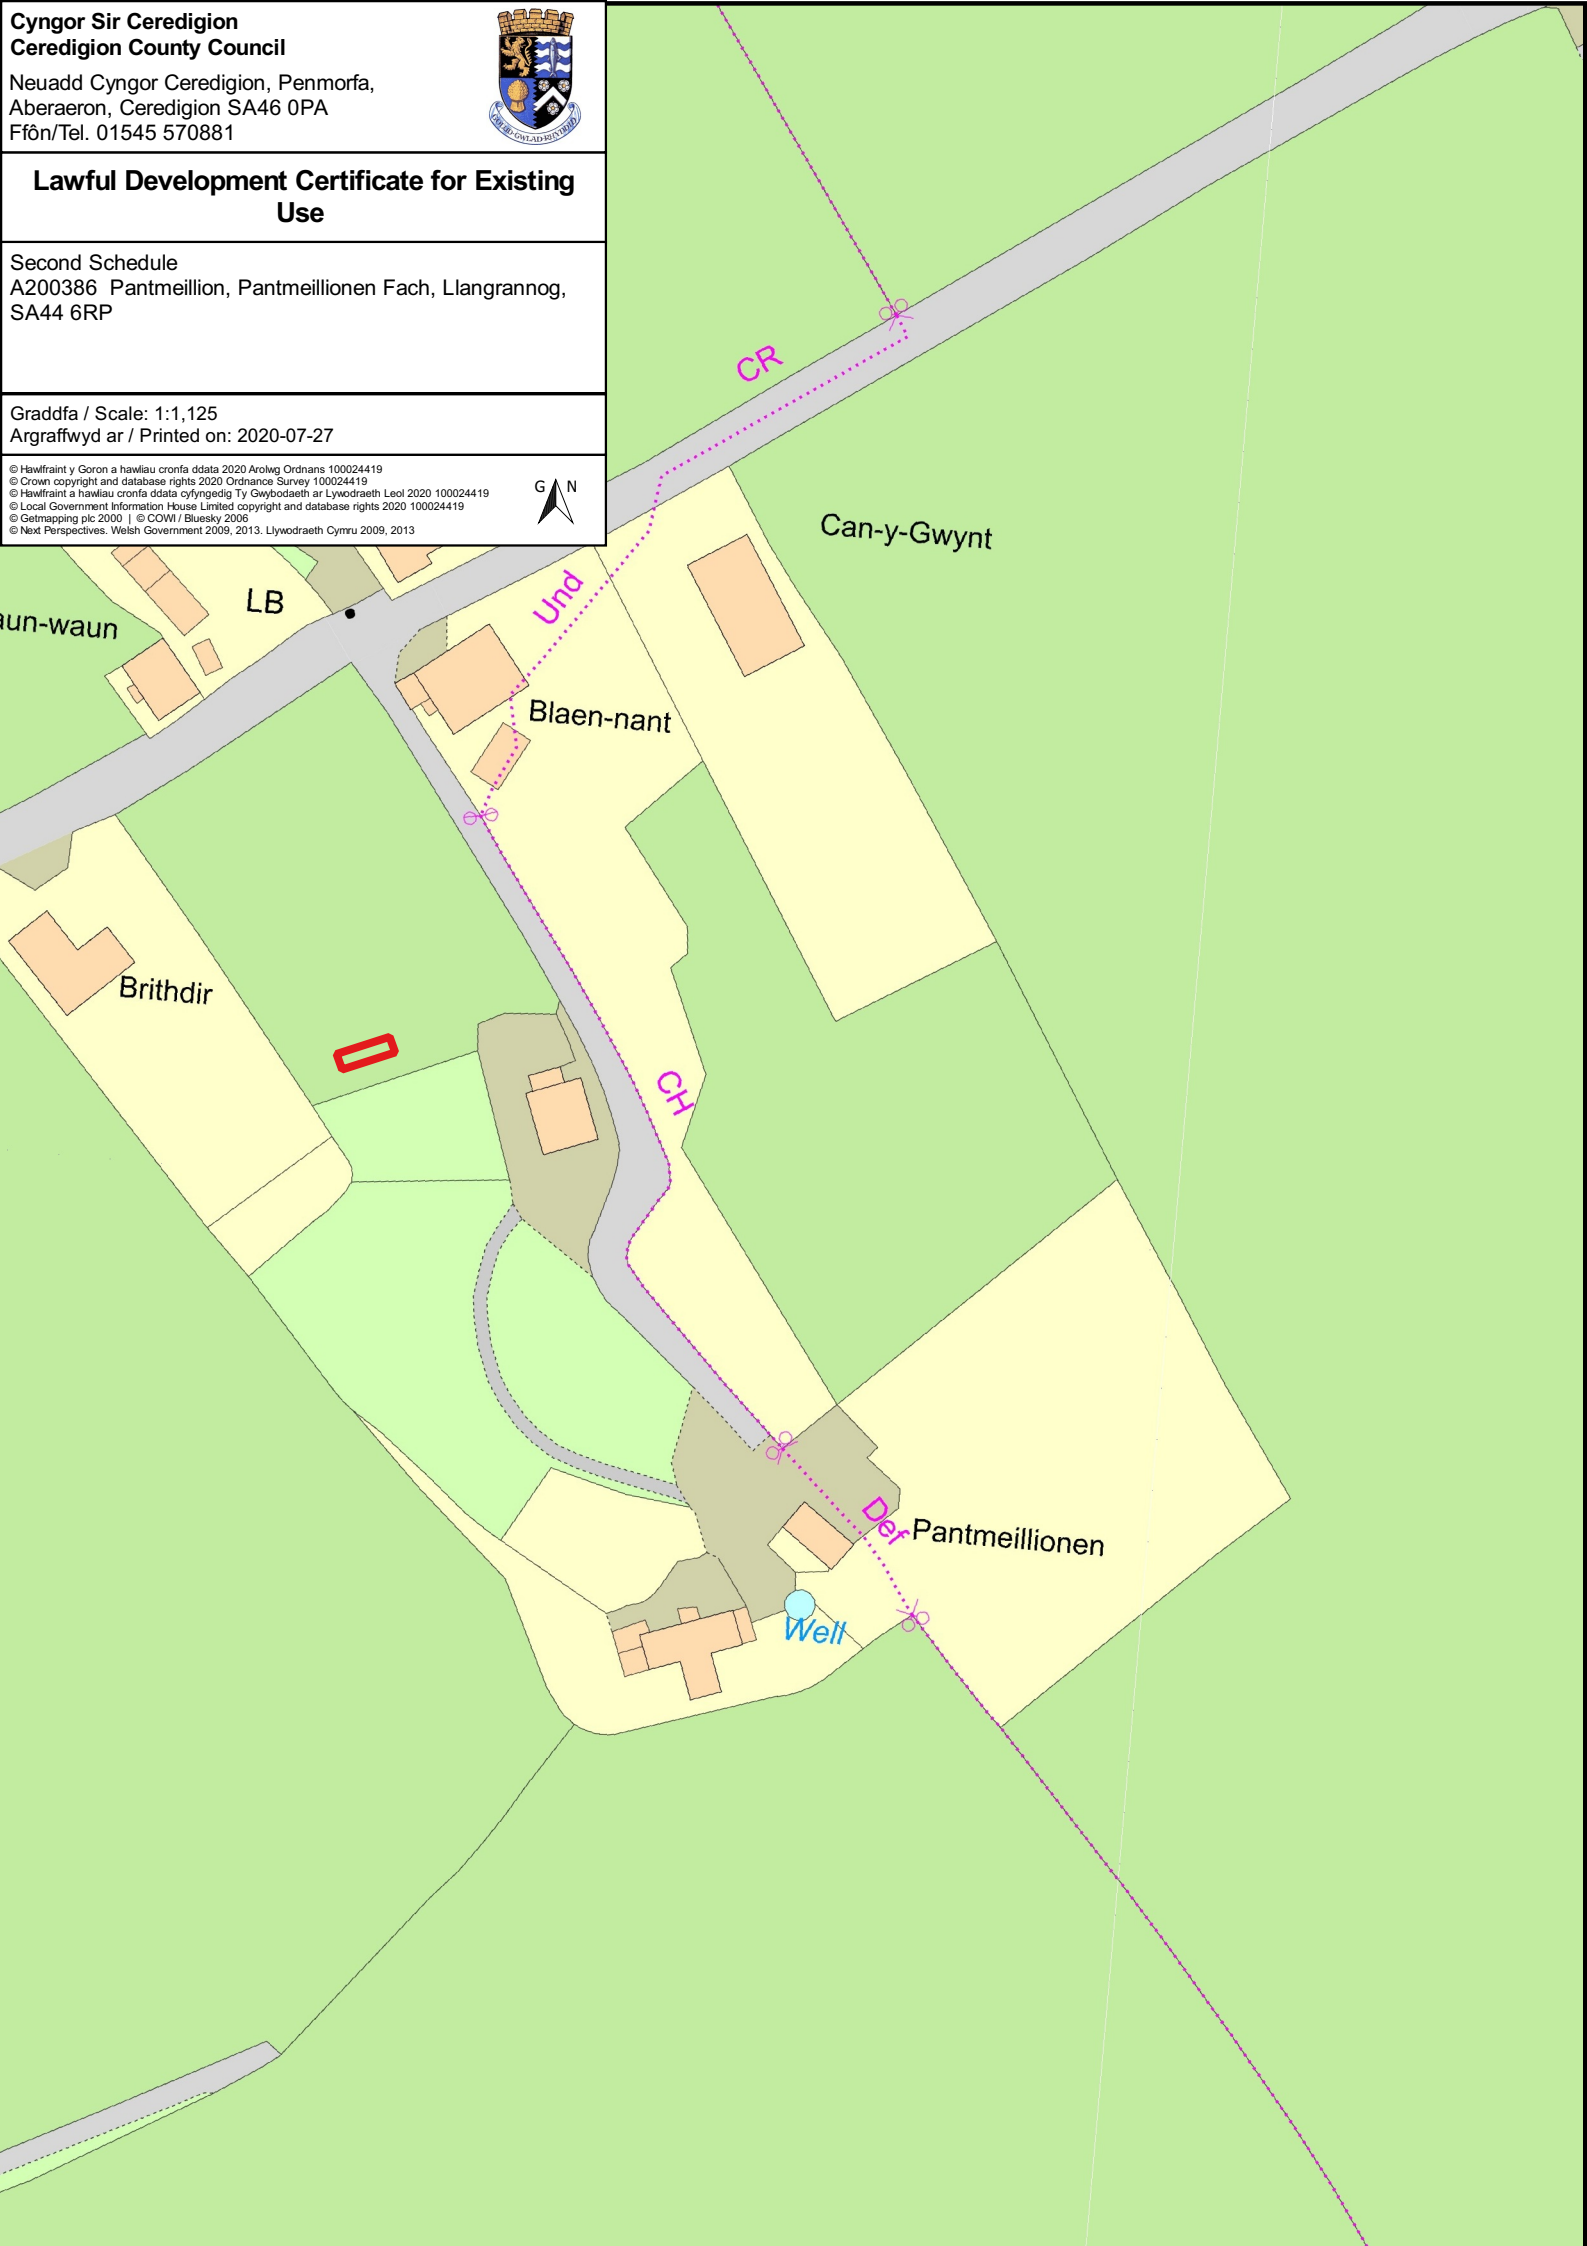 Cyngor Sir Ceredigion
Ceredigion County Council
Neuadd Cyngor Ceredigion, Penmorfa,
Aberaeron, Ceredigion SA46 0PA
Ffôn/Tel. 01545 570881
Lawful Development Certificate for Existing
Use
Second Schedule
A200386 Pantmeillion, Pantmeillionen Fach, Llangrannog,
SA44 6RP
Graddfa / Scale: 1:1,125
Argraffwyd ar / Printed on: 2020-07-27
© Hawlfraint y Goron a hawliau cronfa ddata 2020 Arolwg Ordnans 100024419
© Crown copyright and database rights 2020 Ordnance Survey 100024419
© Hawlfraint a hawliau cronfa ddata cyfyngedig Ty Gwybodaeth ar Lywodraeth Leol 2020 100024419
© Local Government Information House Limited copyright and database rights 2020 100024419
© Getmapping plc 2000 | © COWI / Bluesky 2006
© Next Perspectives. Welsh Government 2009, 2013. Llywodraeth Cymru 2009, 2013
G N
CR
Can-y-Gwynt
Und
LB
aun-waun
Blaen-nant
Brithdir
CH
Def
Pantmeillionen
Well